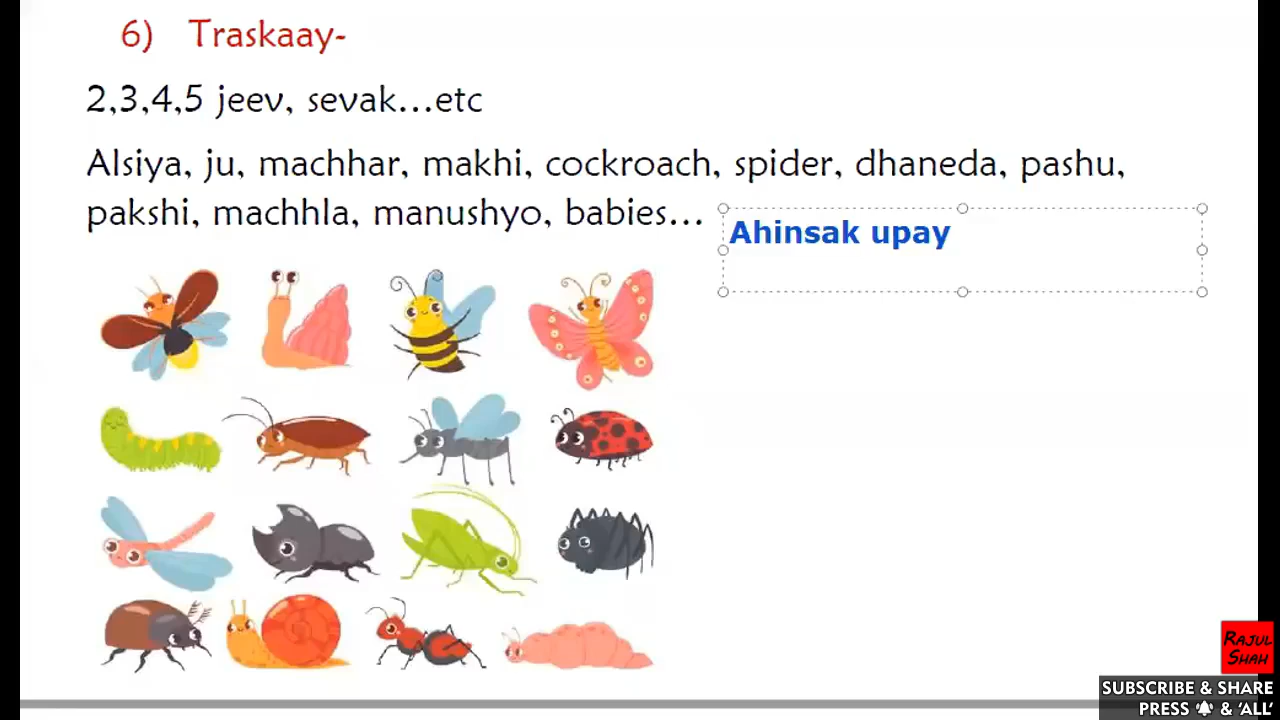 6) Traskaay-
2,3,4,5 jeev, sevak...etc
Alsiya, ju, machhar, makhi, cockroach, spider, dhaneda, pashu,
pakshi, machhla, manushyo, babies...
Ahinsak upay
RAJUL
SHAH
SUBSCRIBE & SHARE
PRESS 🔔 & 'ALL'